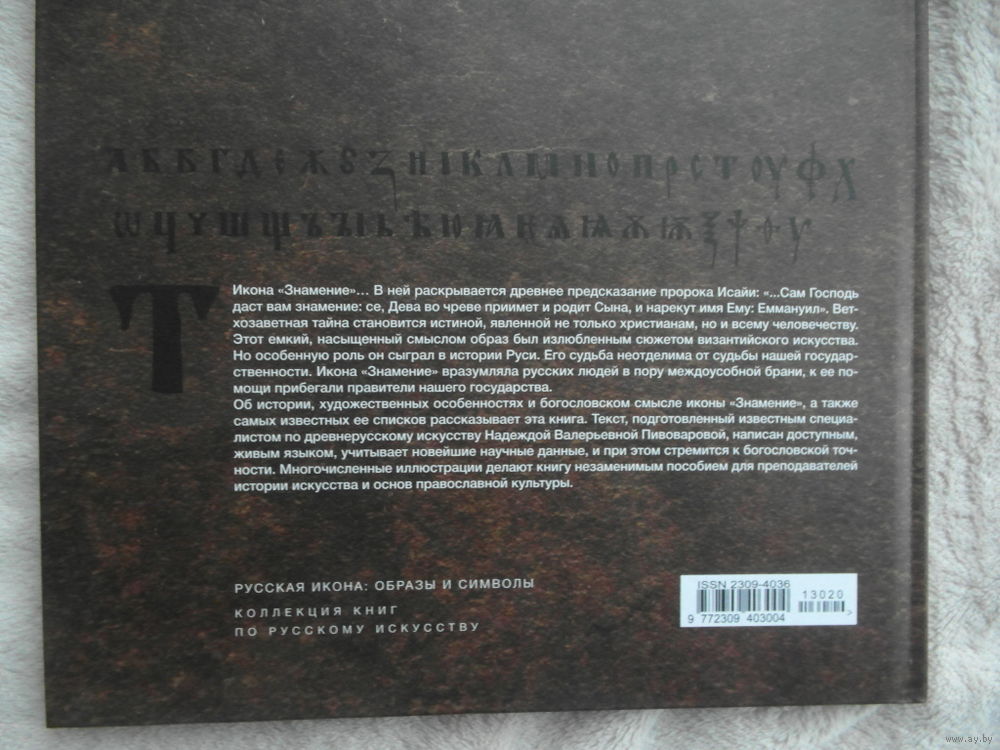 А Б В Г Д Е Ж Ѕ З Н І К Л М Н О П Р С Т ОУ Ф Х
Ѡ Ц Ч Ш Щ Ъ Ꙑ Ь Ѣ Ю
Т
Икона «Знамение»... В ней раскрывается древнее предсказание пророка Исайи: «...Сам Господь
даст вам знамение: се, Дева во чреве приимет и родит Сына, и нарекут имя Ему: Еммануил». Вет-
хозаветная тайна становится истиной, явленной не только христианам, но и всему человечеству.
Этот емкий, насыщенный смыслом образ был излюбленным сюжетом византийского искусства.
Но особенную роль он сыграл в истории Руси. Его судьба неотделима от судьбы нашей государ-
ственности. Икона «Знамение» вразумляла русских людей в пору междоусобной брани, к ее по-
мощи прибегали правители нашего государства.
Об истории, художественных особенностях и богословском смысле иконы «Знамение», а также
самых известных ее списков рассказывает эта книга. Текст, подготовленный известным специа-
листом по древнерусскому искусству Надеждой Валерьевной Пивоваровой, написан доступным,
живым языком, учитывает новейшие научные данные, и при этом стремится к богословской точ-
ности. Многочисленные иллюстрации делают книгу незаменимым пособием для преподавателей
истории искусства и основ православной культуры.
РУССКАЯ ИКОНА: ОБРАЗЫ И СИМВОЛЫ
КОЛЛЕКЦИЯ КНИГ
ПО РУССКОМУ ИСКУССТВУ
ISSN 2309-4036
13020
9 772309 403004 >
www.ay.by